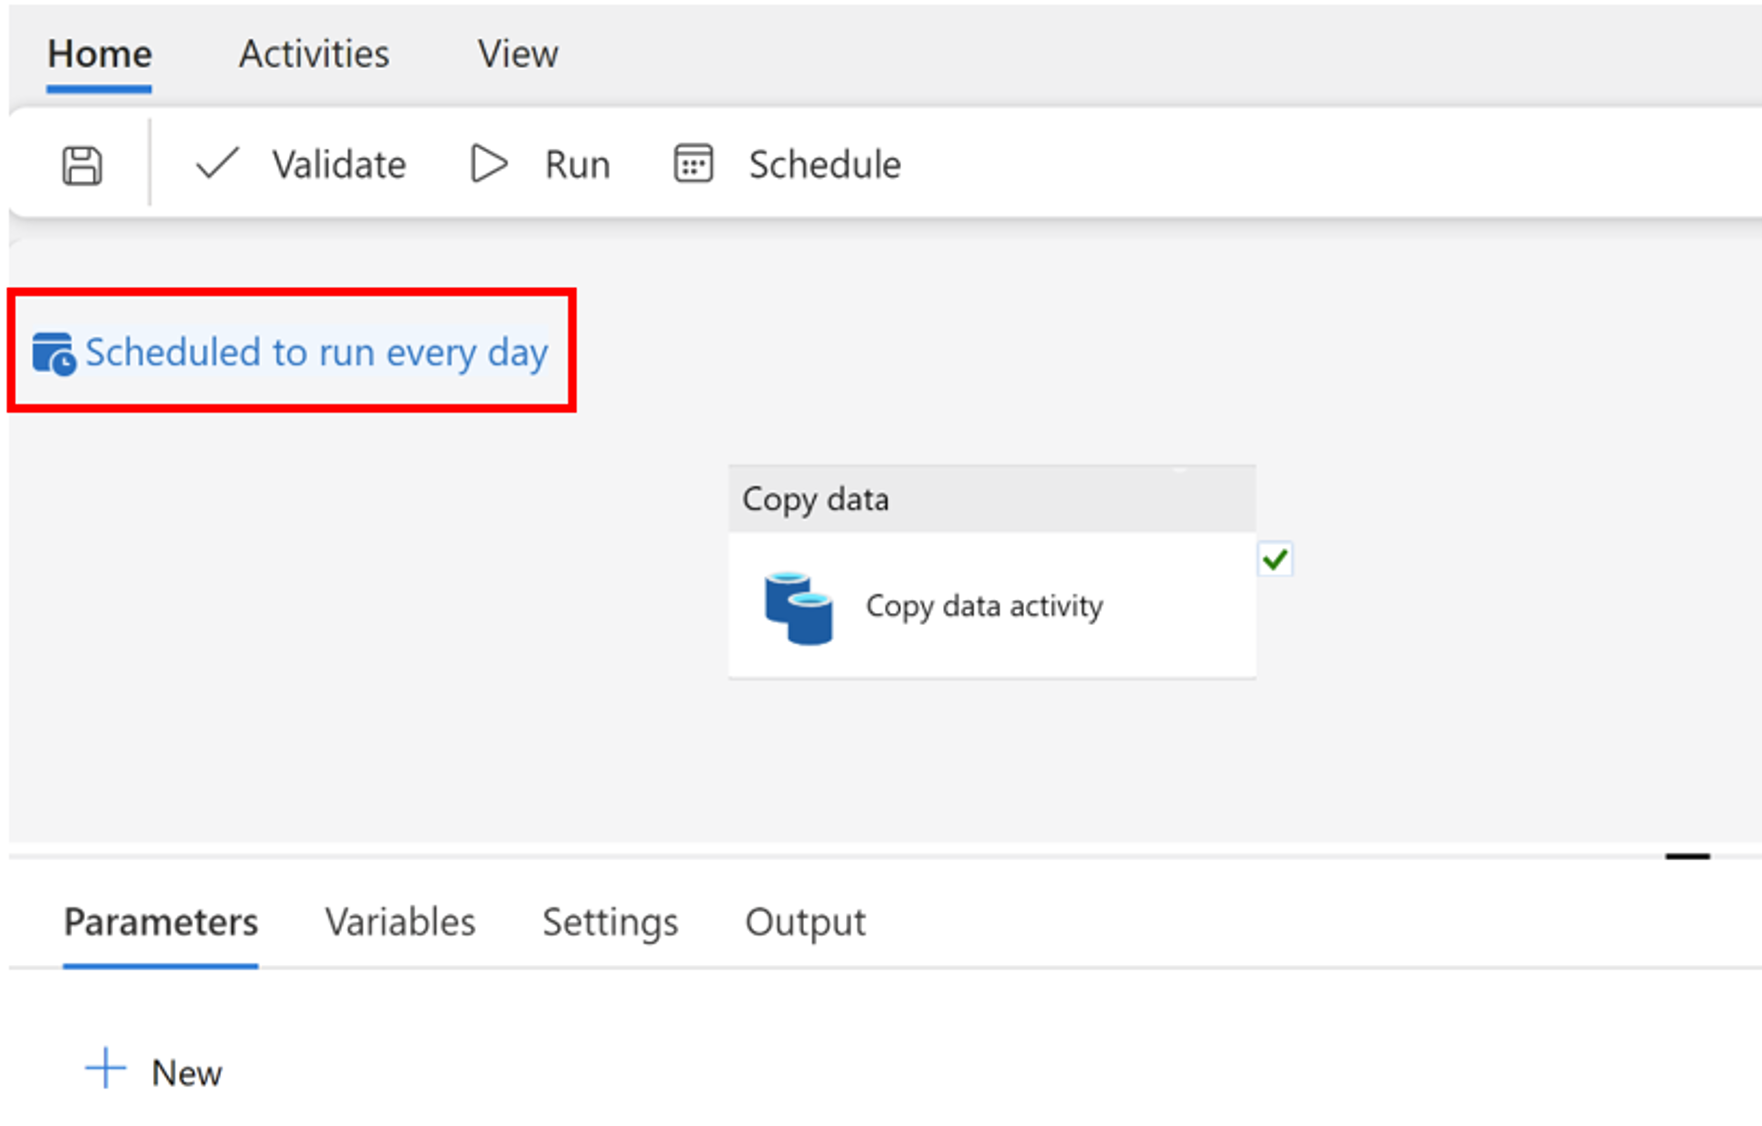 Home Activities View
Validate Run Schedule
Scheduled to run every day
Copy data
Copy data activity
Parameters Variables Settings Output
New